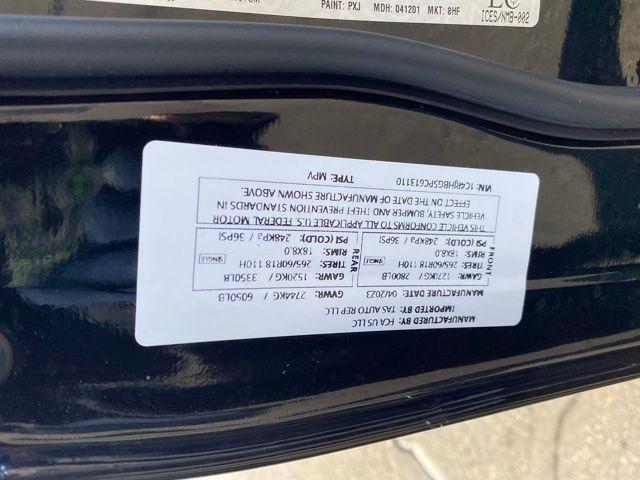 PAINT: PXJ MDH: 041201 MKT: 8HF
ICES/NMB-002
MANUFACTURED BY: FCA US LLC
IMPORTED BY: TAS AUTO REP LLC
MANUFACTURE DATE: 04/2023 GVWR: 2744KG / 6050LB
FRONT
GAWR: 1270KG / 2800LB
TIRES: 265/60R18 110H SINGLE
RIMS: 18X8.0
PSI (COLD): 248KPa / 36PSI
REAR
GAWR: 1520KG / 3350LB
TIRES: 265/60R18 110H SINGLE
RIMS: 18X8.0
PSI (COLD): 248KPa / 36PSI
THIS VEHICLE CONFORMS TO ALL APPLICABLE U.S. FEDERAL MOTOR
VEHICLE SAFETY, BUMPER AND THEFT PREVENTION STANDARDS IN
EFFECT ON THE DATE OF MANUFACTURE SHOWN ABOVE.
VIN: 1C4RJHBG5PC613110 TYPE: MPV